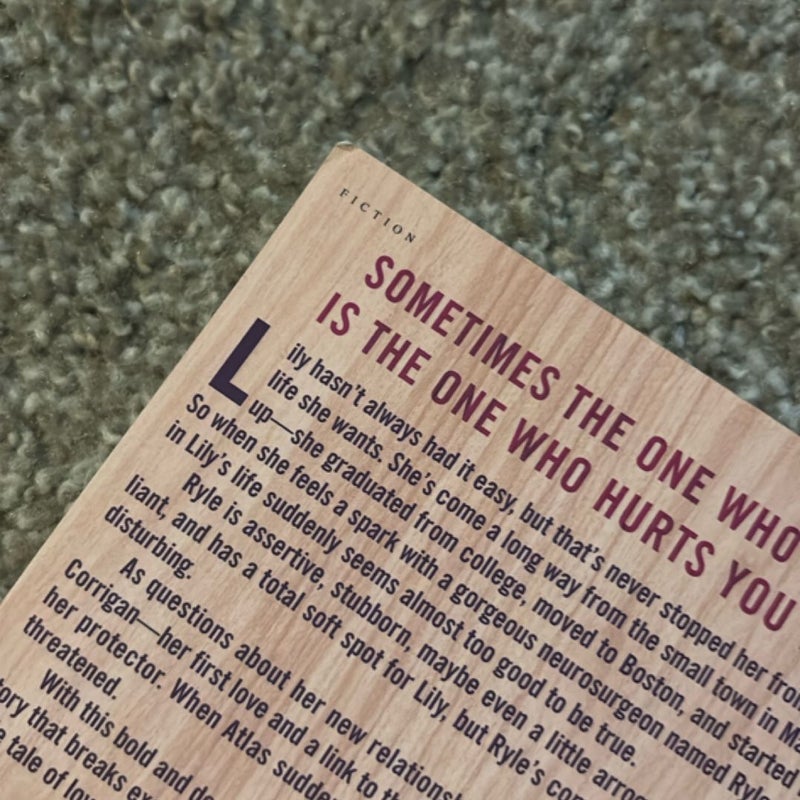 FICTION
SOMETIMES THE ONE WHO
IS THE ONE WHO HURTS YOU
Lily hasn't always had it easy, but that's never stopped her from
life she wants. She's come a long way from the small town in
up—she graduated from college, moved to Boston, and started
So when she feels a spark with a gorgeous neurosurgeon named Ryle
in Lily's life suddenly seems almost too good to be true.
Ryle is assertive, stubborn, maybe even a little
liant, and has a total soft spot for Lily, but Ryle's
disturbing.
As questions about her new
Corrigan—her first love and a link to
her protector. When Atlas
threatened.
With this bold and
that breaks
tale of